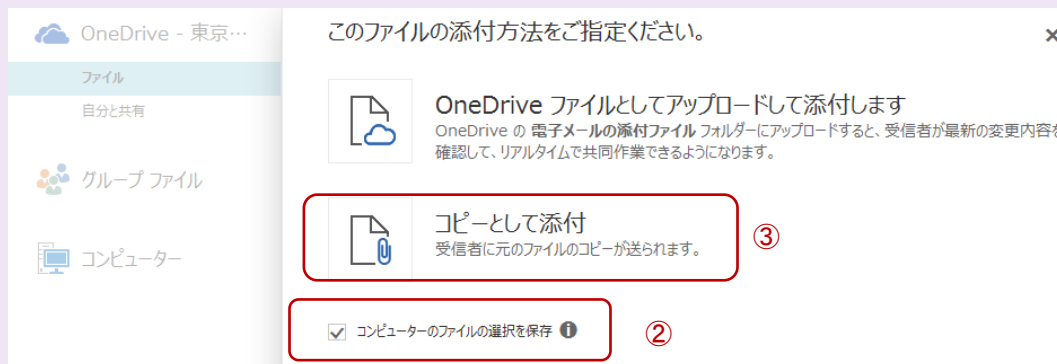 OneDrive - 東京…
ファイル
自分と共有
グループ ファイル
コンピューター
このファイルの添付方法をご指定ください。
OneDrive ファイルとしてアップロードして添付します
OneDrive の 電子メールの添付ファイル フォルダーにアップロードすると、受信者が最新の変更内容を
確認して、リアルタイムで共同作業できるようになります。
コピーとして添付
受信者に元のファイルのコピーが送られます。
③
コンピューターのファイルの選択を保存
②